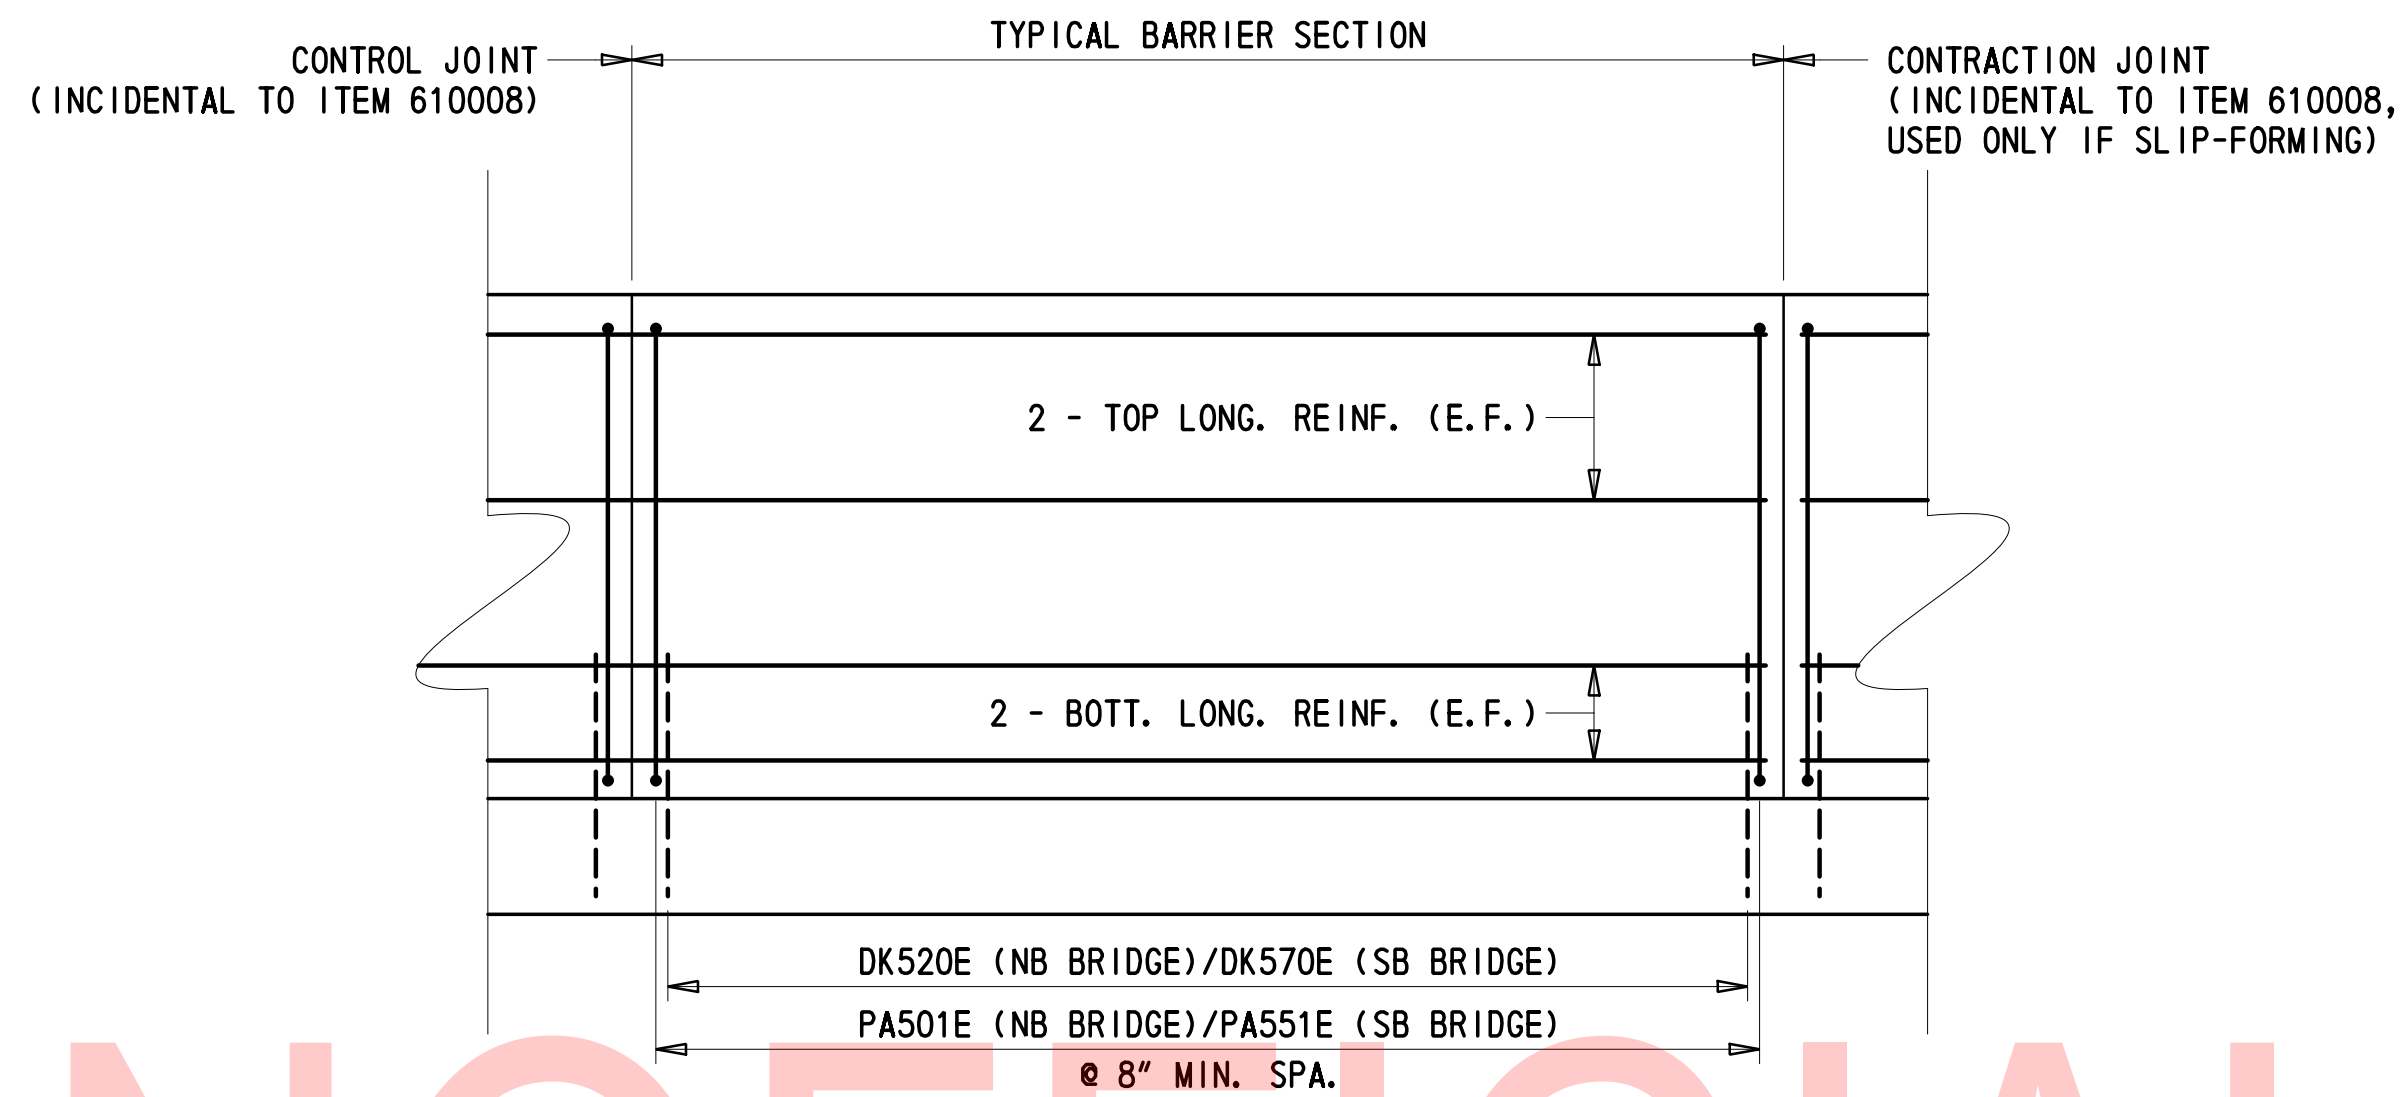 TYPICAL BARRIER SECTION
CONTROL JOINT
(INCIDENTAL TO ITEM 610008)
CONTRACTION JOINT
(INCIDENTAL TO ITEM 610008,
USED ONLY IF SLIP-FORMING)
2 - TOP LONG. REINF. (E.F.)
2 - BOTT. LONG. REINF. (E.F.)
DK520E (NB BRIDGE)/DK570E (SB BRIDGE)
PA501E (NB BRIDGE)/PA551E (SB BRIDGE)
@ 8" MIN. SPA.